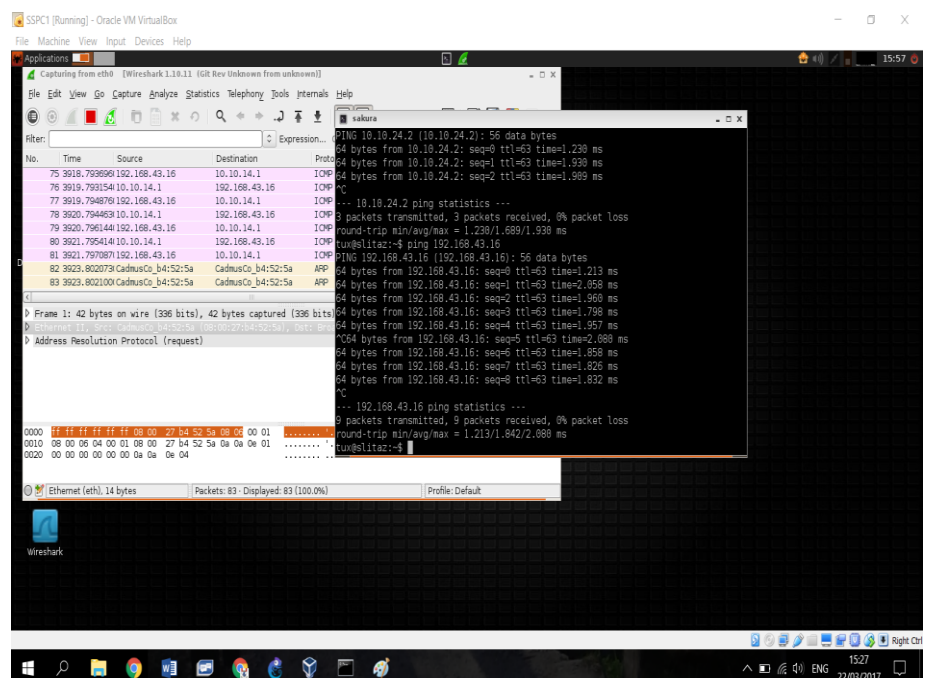 SSPC1 [Running] - Oracle VM VirtualBox
File Machine View Input Devices Help
Applications
15:57
Capturing from eth0 [Wireshark 1.10.11 (Git Rev Unknown from unknown)]
File Edit View Go Capture Analyze Statistics Telephony Tools Internals Help
Filter:
Expression...
No. Time Source Destination Proto
75 3918.793696 192.168.43.16 10.10.14.1 ICMP
76 3919.793154 10.10.14.1 192.168.43.16 ICMP
77 3919.794876 192.168.43.16 10.10.14.1 ICMP
78 3920.794463 10.10.14.1 192.168.43.16 ICMP
79 3920.796144 192.168.43.16 10.10.14.1 ICMP
80 3921.795414 10.10.14.1 192.168.43.16 ICMP
81 3921.797087 192.168.43.16 10.10.14.1 ICMP
82 3923.802073 CadmusCo_b4:52:5a CadmusCo_b4:52:5a ARP
83 3923.802100 CadmusCo_b4:52:5a CadmusCo_b4:52:5a ARP
Frame 1: 42 bytes on wire (336 bits), 42 bytes captured (336 bits)
Ethernet II, Src: CadmusCo_b4:52:5a (08:00:27:b4:52:5a), Dst: Broa
Address Resolution Protocol (request)
0000 ff ff ff ff ff ff 08 00 27 b4 52 5a 08 06 00 01 ........ '.
0010 08 00 06 04 00 01 08 00 27 b4 52 5a 0a 0a 0e 01 ........ '.
0020 00 00 00 00 00 00 0a 0a 0e 04 ........ ..
Ethernet (eth), 14 bytes
Packets: 83 · Displayed: 83 (100.0%)
Profile: Default
sakura
PING 10.10.24.2 (10.10.24.2): 56 data bytes
64 bytes from 10.10.24.2: seq=0 ttl=63 time=1.230 ms
64 bytes from 10.10.24.2: seq=1 ttl=63 time=1.930 ms
64 bytes from 10.10.24.2: seq=2 ttl=63 time=1.909 ms
^C
--- 10.10.24.2 ping statistics ---
3 packets transmitted, 3 packets received, 0% packet loss
round-trip min/avg/max = 1.230/1.689/1.930 ms
tux@slitaz:~$ ping 192.168.43.16
PING 192.168.43.16 (192.168.43.16): 56 data bytes
64 bytes from 192.168.43.16: seq=0 ttl=63 time=1.213 ms
64 bytes from 192.168.43.16: seq=1 ttl=63 time=2.058 ms
64 bytes from 192.168.43.16: seq=2 ttl=63 time=1.960 ms
64 bytes from 192.168.43.16: seq=3 ttl=63 time=1.798 ms
64 bytes from 192.168.43.16: seq=4 ttl=63 time=1.957 ms
^C64 bytes from 192.168.43.16: seq=5 ttl=63 time=2.080 ms
64 bytes from 192.168.43.16: seq=6 ttl=63 time=1.858 ms
64 bytes from 192.168.43.16: seq=7 ttl=63 time=1.826 ms
64 bytes from 192.168.43.16: seq=8 ttl=63 time=1.832 ms
^C
--- 192.168.43.16 ping statistics ---
9 packets transmitted, 9 packets received, 0% packet loss
round-trip min/avg/max = 1.213/1.842/2.080 ms
tux@slitaz:~$
Wireshark
Right Ctrl
ENG
15:27
22/03/2017